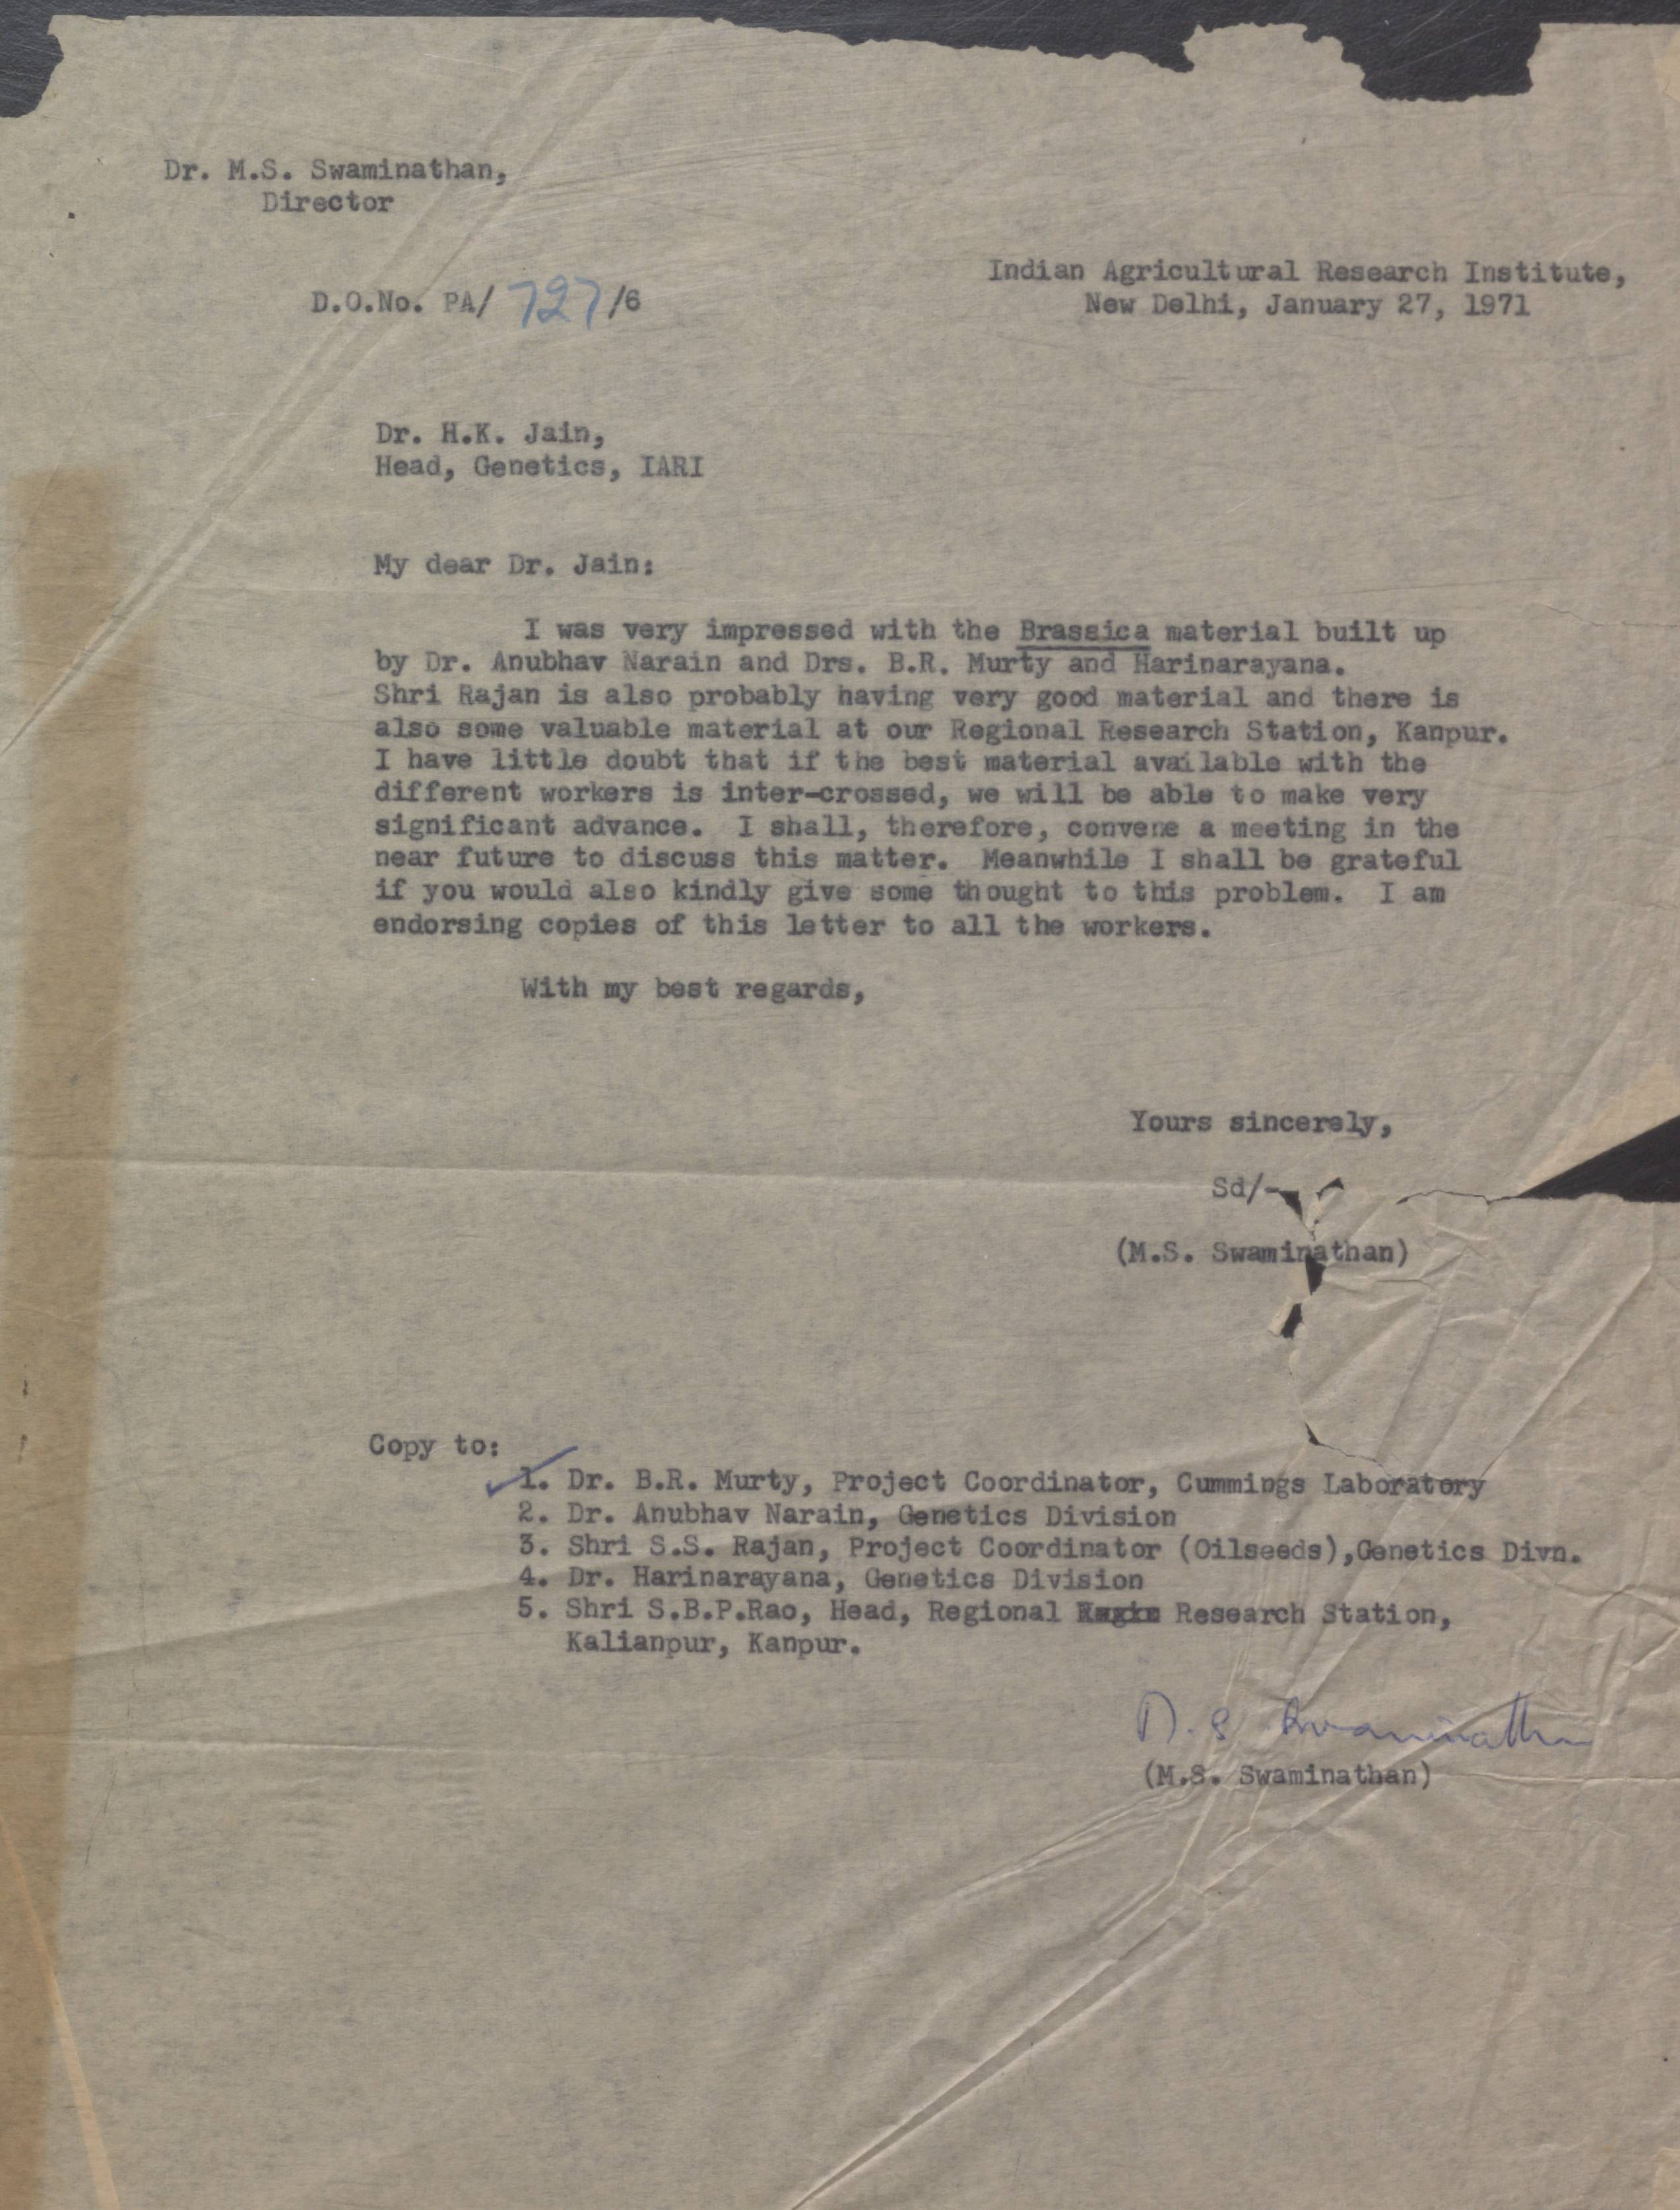 Dr. M.S. Swaminathan,
Director
Indian Agricultural Research Institute,
New Delhi, January 27, 1971
D.O.No. PA/ 727 /6
Dr. H.K. Jain,
Head, Genetics, IARI
My dear Dr. Jain:
I was very impressed with the Brassica material built up
by Dr. Anubhav Narain and Drs. B.R. Murty and Harinarayana.
Shri Rajan is also probably having very good material and there is
also some valuable material at our Regional Research Station, Kanpur.
I have little doubt that if the best material available with the
different workers is inter-crossed, we will be able to make very
significant advance. I shall, therefore, convene a meeting in the
near future to discuss this matter. Meanwhile I shall be grateful
if you would also kindly give some thought to this problem. I am
endorsing copies of this letter to all the workers.
With my best regards,
Yours sincerely,
Sd/-
(M.S. Swaminathan)
Copy to:
1. Dr. B.R. Murty, Project Coordinator, Cummings Laboratory
2. Dr. Anubhav Narain, Genetics Division
3. Shri S.S. Rajan, Project Coordinator (Oilseeds),Genetics Divn.
4. Dr. Harinarayana, Genetics Division
5. Shri S.B.P.Rao, Head, Regional Research Station,
Kalianpur, Kanpur.
M. S. Swaminathan
(M.S. Swaminathan)